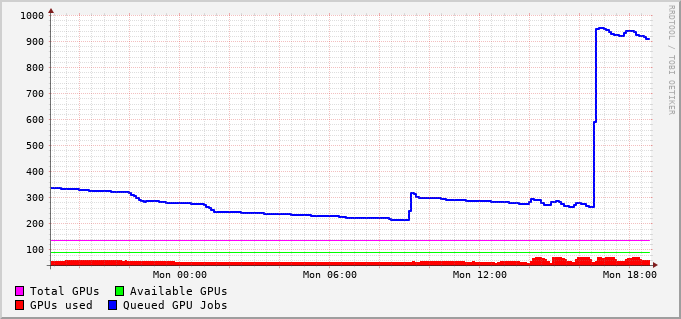 1000
900
800
700
600
500
400
300
200
100
Mon 00:00 Mon 06:00 Mon 12:00 Mon 18:00
Total GPUs Available GPUs
GPUs used Queued GPU Jobs
RRDTOOL / TOBI OETIKER